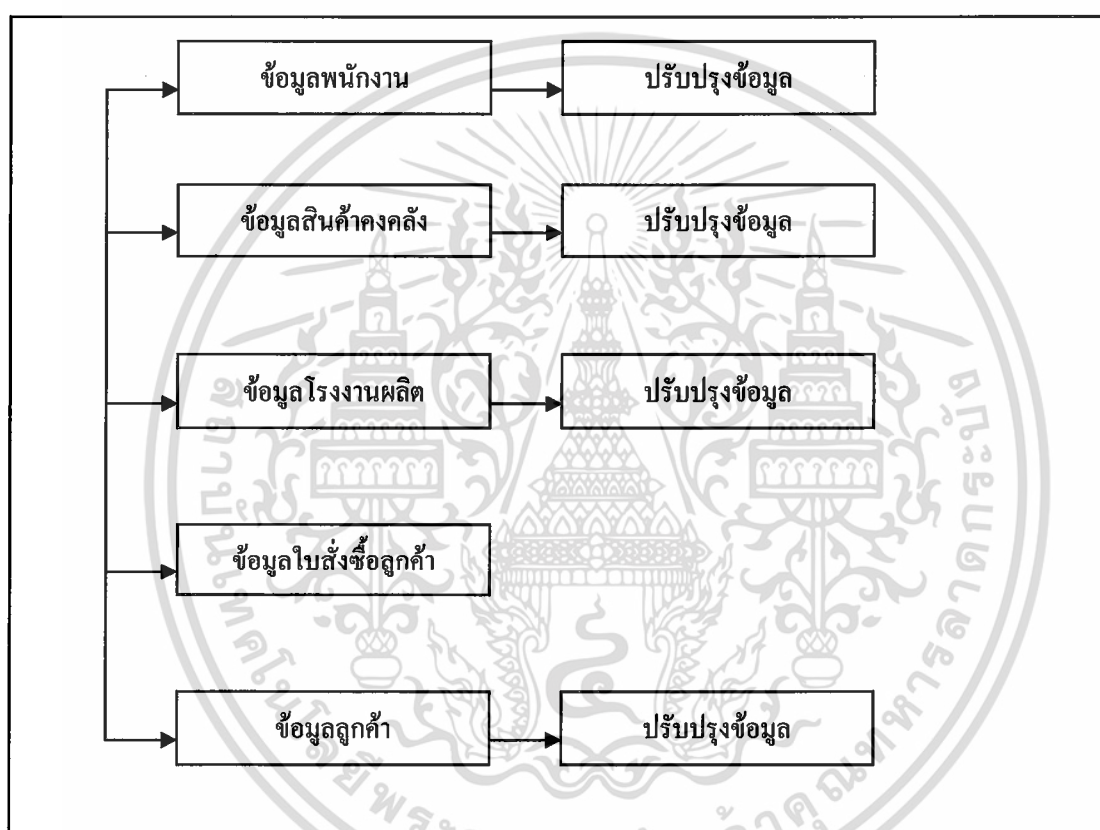 ข้อมูลพนักงาน
ปรับปรุงข้อมูล
ข้อมูลสินค้าคงคลัง
ปรับปรุงข้อมูล
ข้อมูลโรงงานผลิต
ปรับปรุงข้อมูล
ข้อมูลใบสั่งซื้อลูกค้า
ข้อมูลลูกค้า
ปรับปรุงข้อมูล